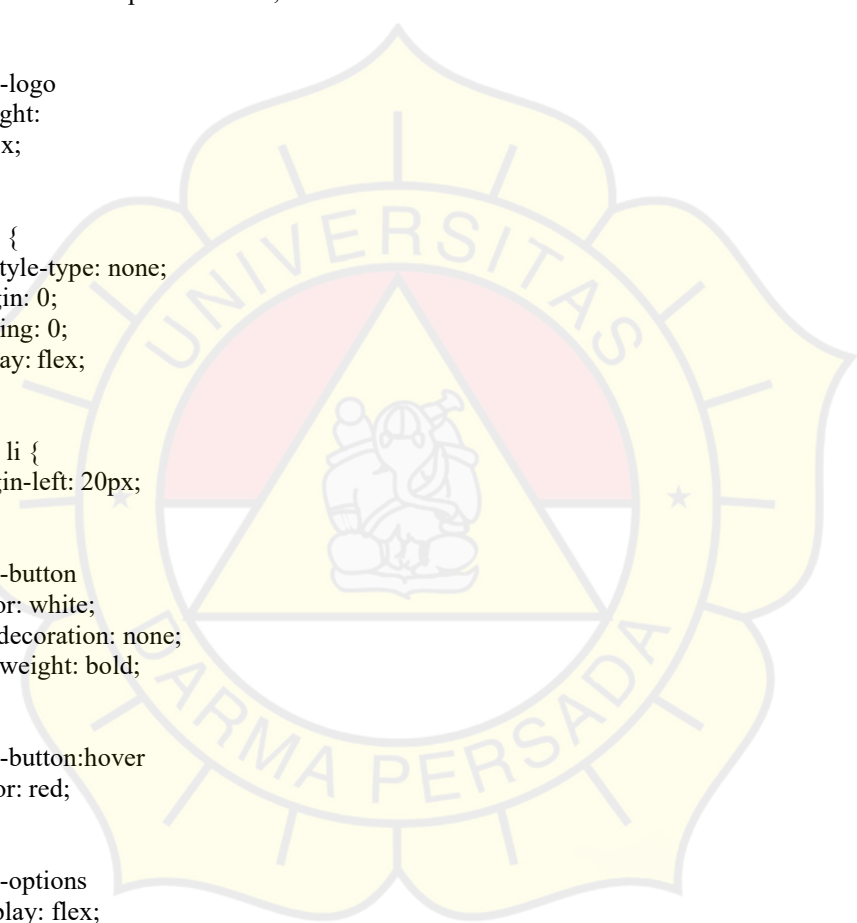 -logo
ght:
x;
{
tyle-type: none;
gin: 0;
ing: 0;
ay: flex;
li {
gin-left: 20px;
-button
or: white;
decoration: none;
weight: bold;
-button:hover
or: red;
-options
play: flex;
UNIVERSITAS
DARMA PERSADA